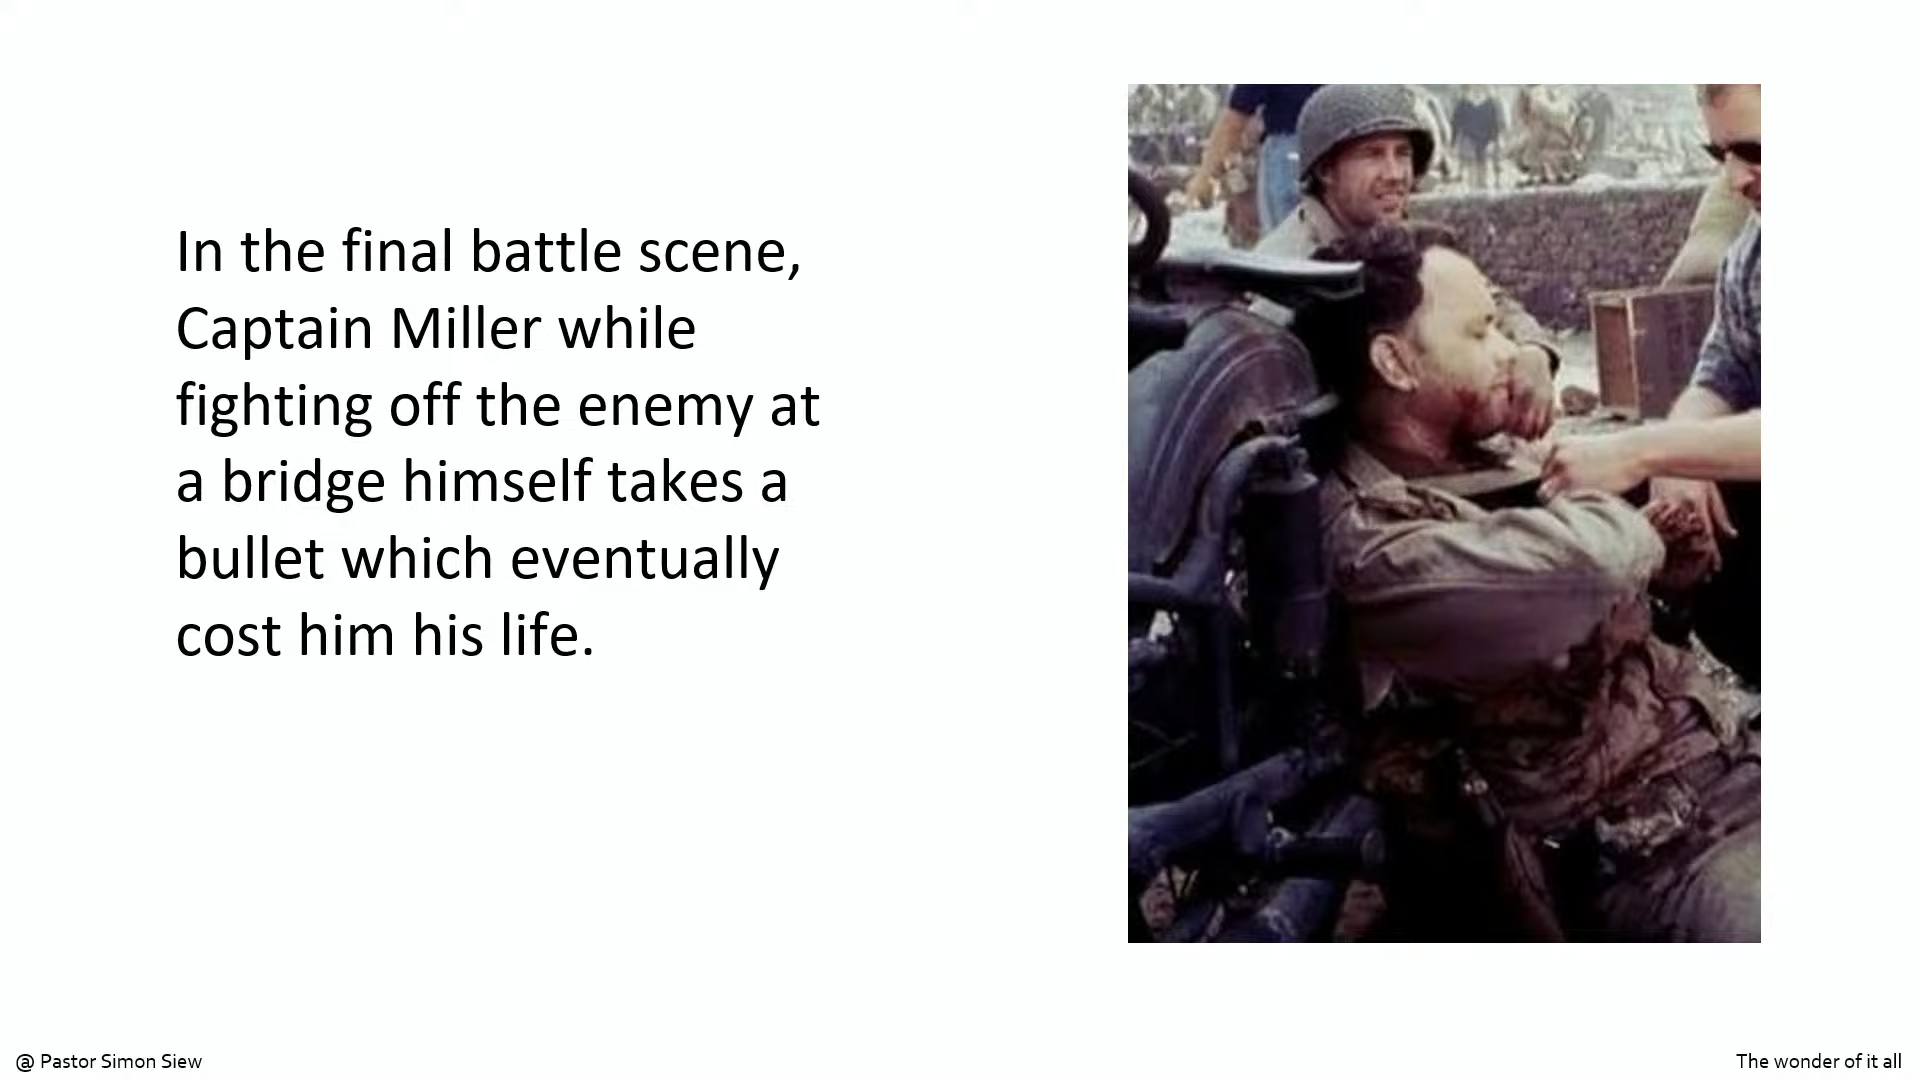 In the final battle scene,
Captain Miller while
fighting off the enemy at
a bridge himself takes a
bullet which eventually
cost him his life.
@ Pastor Simon Siew
The wonder of it all